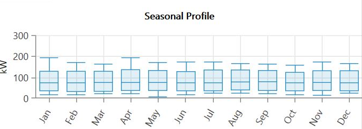 Seasonal Profile
300
200
100
0
kW
Jan
Feb
Mar
Apr
May
Jun
Jul
Aug
Sep
Oct
Nov
Dec